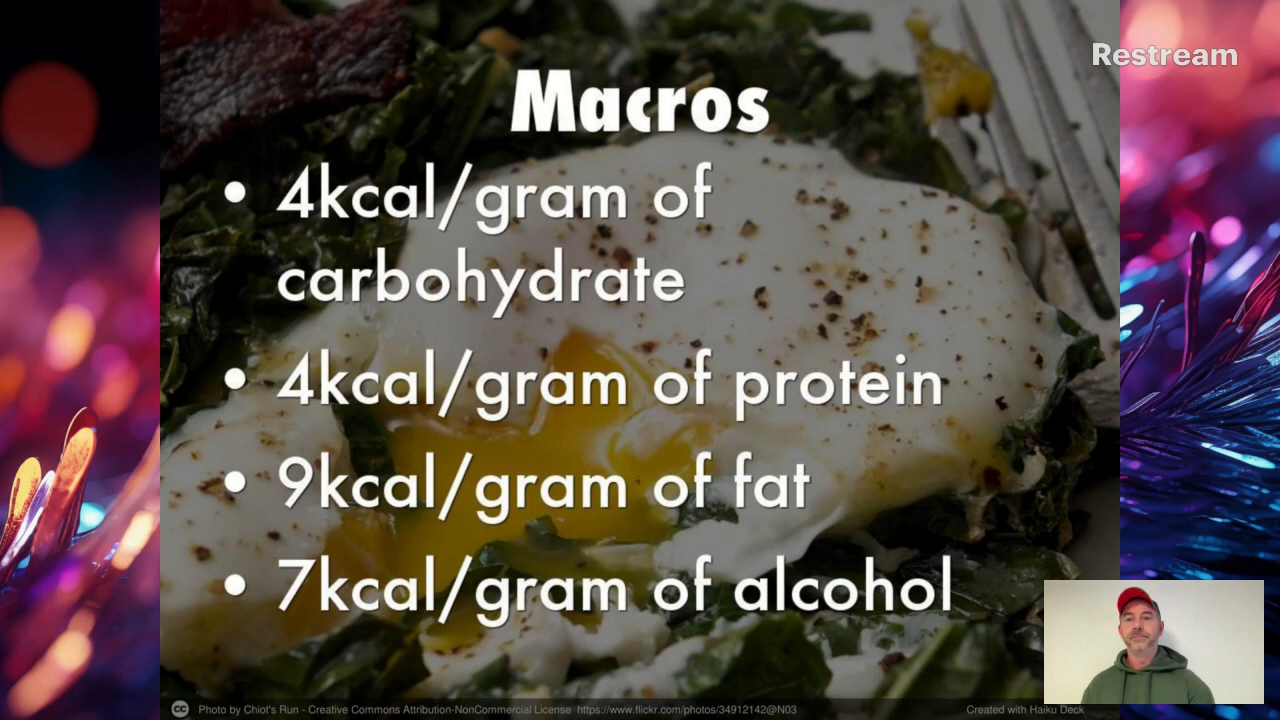 Restream
Macros
• 4kcal/gram of
carbohydrate
• 4kcal/gram of protein
• 9kcal/gram of fat
• 7kcal/gram of alcohol
cc Photo by Chiot's Run - Creative Commons Attribution-NonCommercial License https://www.flickr.com/photos/34912142@N03 Created with Haiku Deck